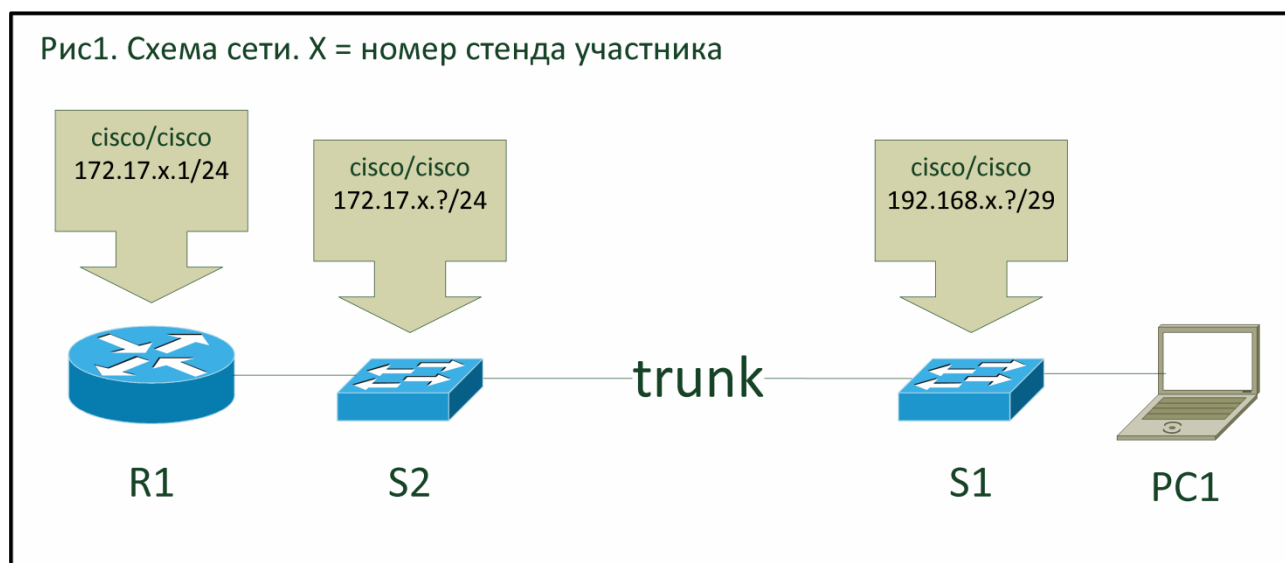 Рис1. Схема сети. X = номер стенда участника
cisco/cisco
172.17.x.1/24
cisco/cisco
172.17.x.?/24
cisco/cisco
192.168.x.?/29
trunk
R1
S2
S1
PC1